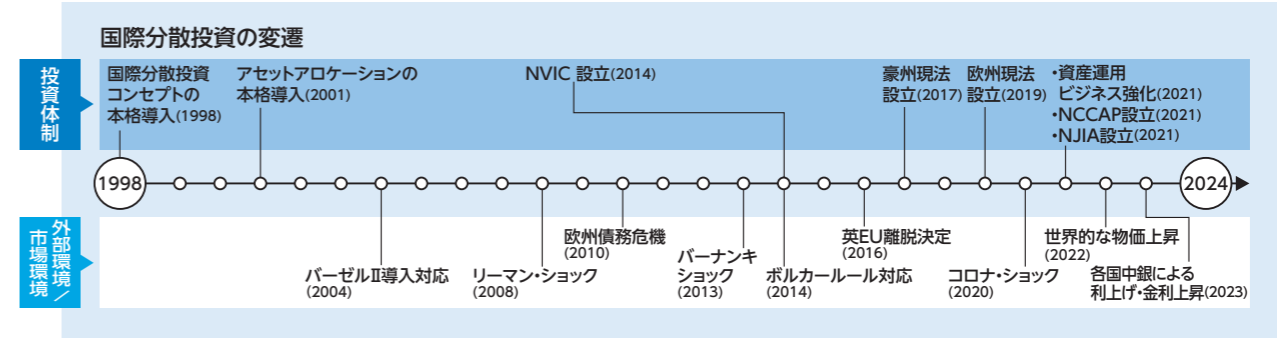 国際分散投資の変遷
投資体制
国際分散投資
コンセプトの
本格導入(1998)
アセットアロケーションの
本格導入(2001)
NVIC 設立(2014)
豪州現法
設立(2017)
欧州現法
設立(2019)
・資産運用
ビジネス強化(2021)
・NCCAP設立(2021)
・NJIA設立(2021)
1998
2024
外部環境／
市場環境
バーゼルⅡ導入対応
(2004)
リーマン・ショック
(2008)
欧州債務危機
(2010)
バーナンキ
ショック
(2013)
ボルカールール対応
(2014)
英EU離脱決定
(2016)
コロナ・ショック
(2020)
世界的な物価上昇
(2022)
各国中銀による
利上げ・金利上昇(2023)